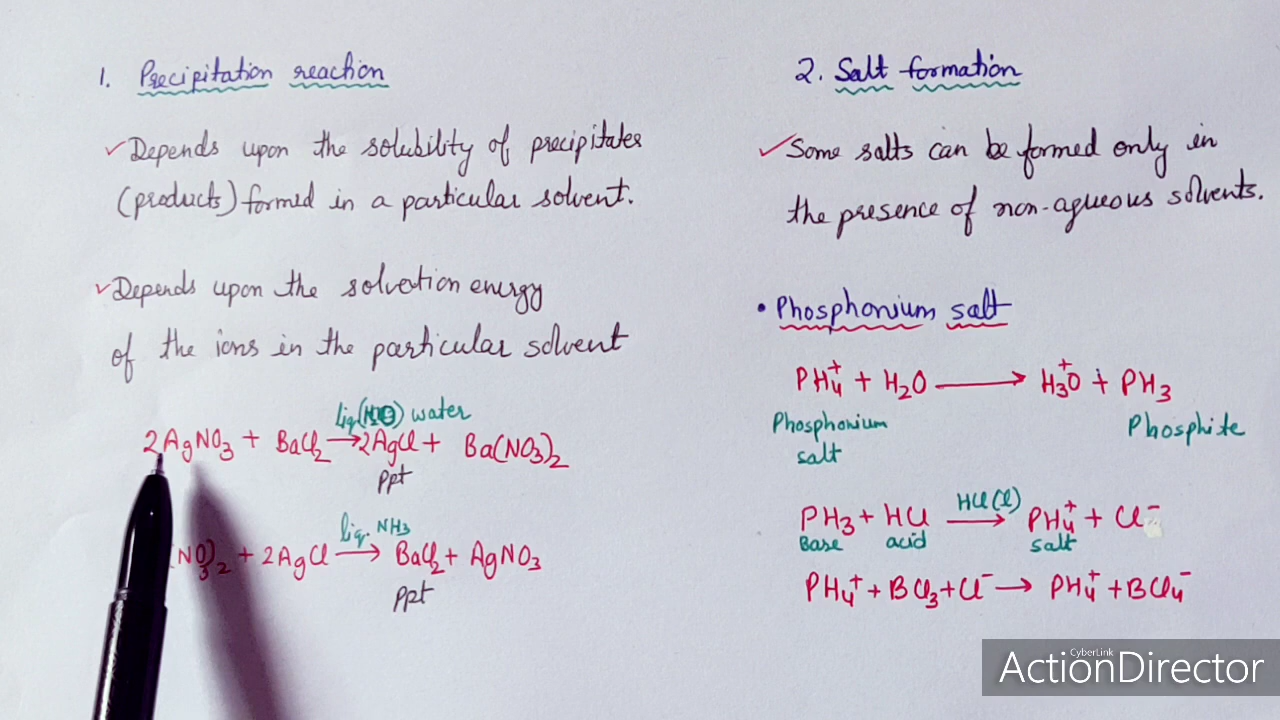 1. Precipitation reaction
✓Depends upon the solubility of precipitates
(products) formed in a particular solvent.
✓Depends upon the solvation energy
of the ions in the particular solvent
liq(H2O) water
2AgNO3 + BaCl2 → 2AgCl + Ba(NO3)2
ppt
liq. NH3
(NO3)2 + 2AgCl → BaCl2 + AgNO3
ppt
2. Salt formation
✓Some salts can be formed only in
the presence of non-aqueous solvents.
• Phosphonium salt
PH4+ + H2O → H3O+ + PH3
Phosphonium Phosphite
salt
HCl(l)
PH3 + HCl → PH4+ + Cl-
Base acid salt
PH4+ + BCl3 + Cl- → PH4+ + BCl4-
CyberLink
ActionDirector